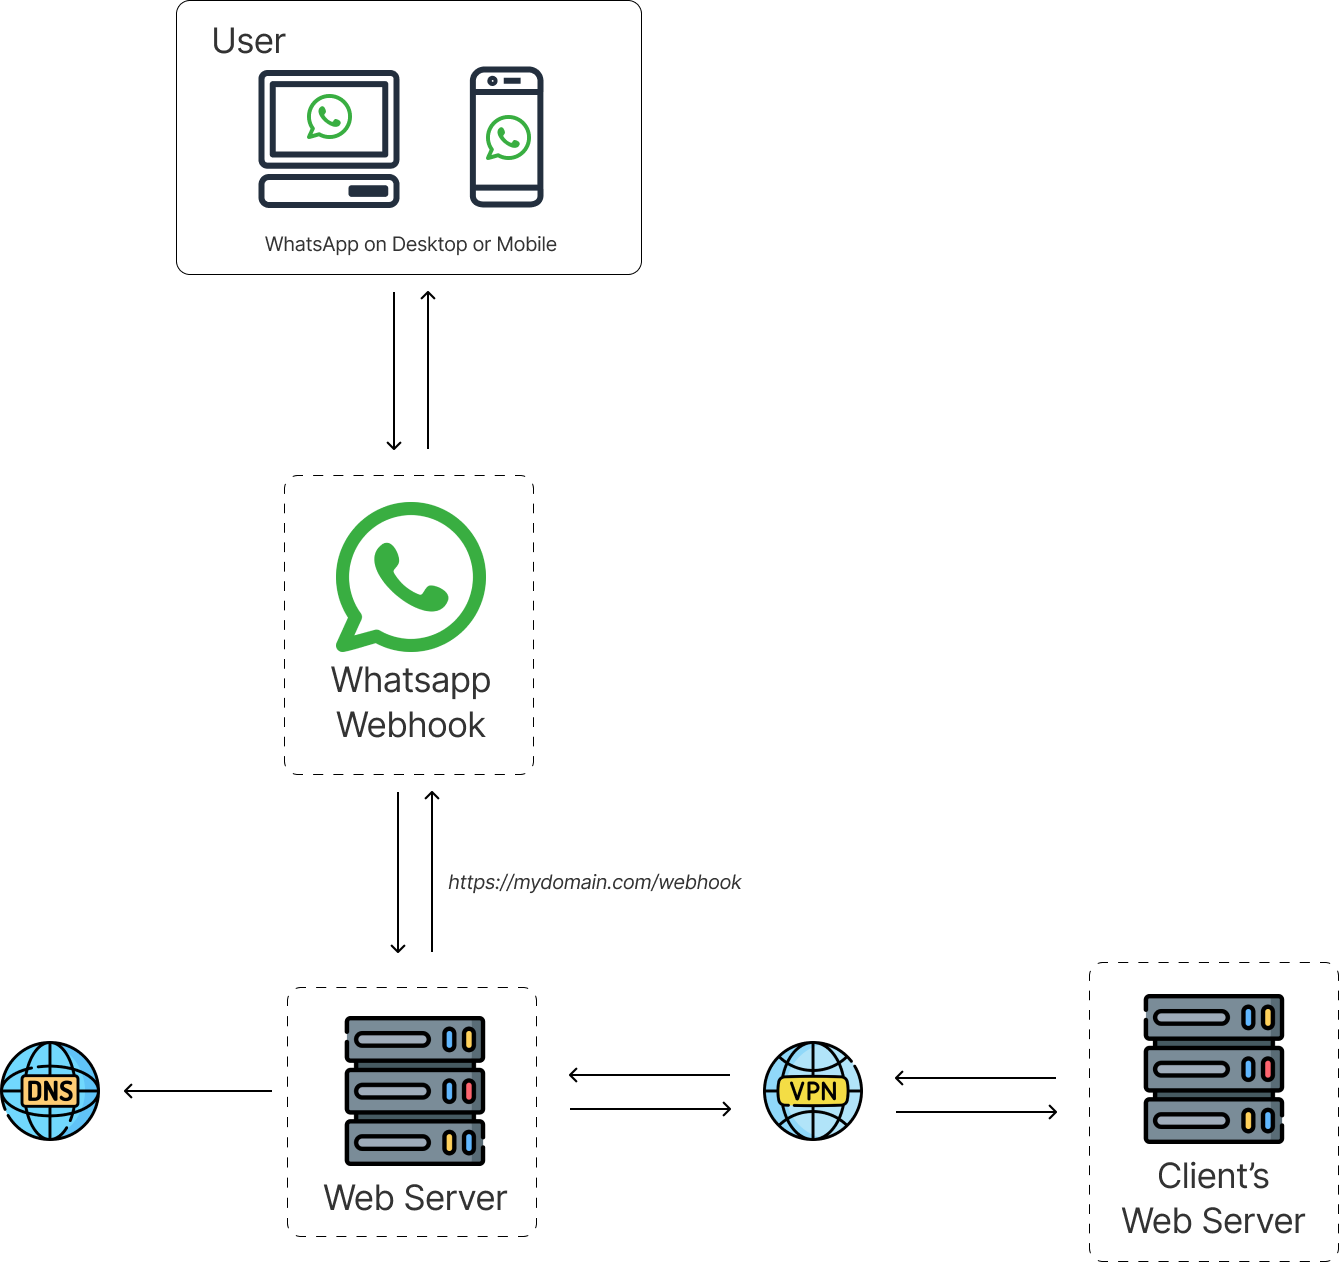 User
WhatsApp on Desktop or Mobile
Whatsapp
Webhook
https://mydomain.com/webhook
DNS
Web Server
VPN
Client’s
Web Server